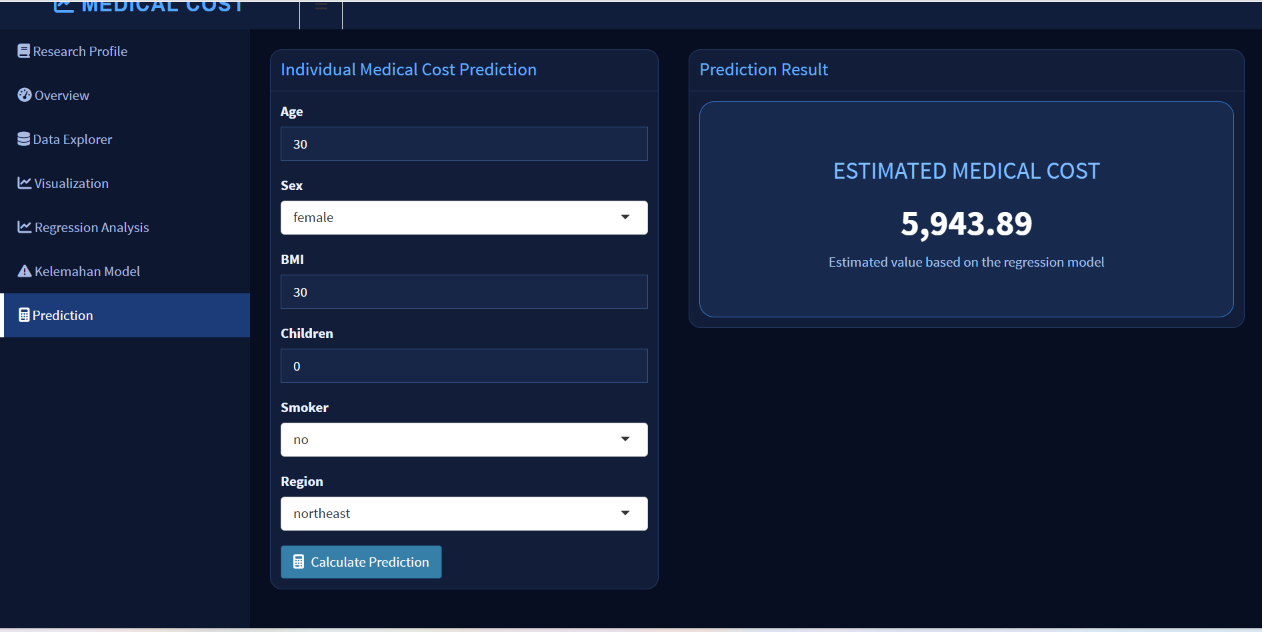 MEDICAL COST
Research Profile
Overview
Data Explorer
Visualization
Regression Analysis
Kelemahan Model
Prediction
Individual Medical Cost Prediction
Age
30
Sex
female
BMI
30
Children
0
Smoker
no
Region
northeast
Calculate Prediction
Prediction Result
ESTIMATED MEDICAL COST
5,943.89
Estimated value based on the regression model